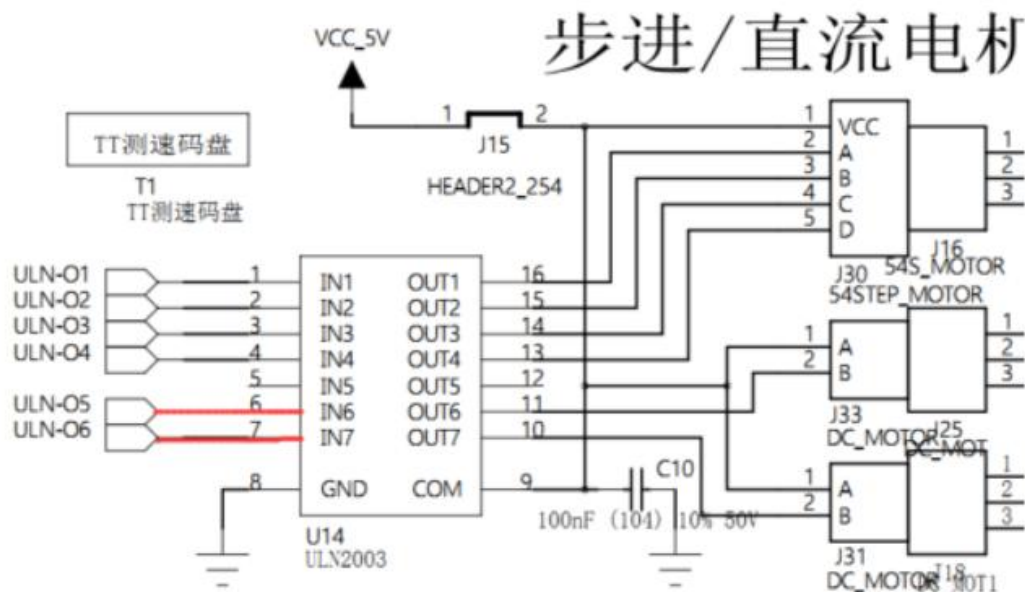 步进/直流电机
VCC_5V
TT测速码盘
T1
TT测速码盘
1
2
J15
HEADER2_254
1
2
3
4
5
VCC
A
B
C
D
1
2
3
J16
54S_MOTOR
J30
54STEP_MOTOR
ULN-O1
ULN-O2
ULN-O3
ULN-O4
ULN-O5
ULN-O6
1
2
3
4
5
6
7
8
IN1
IN2
IN3
IN4
IN5
IN6
IN7
GND
OUT1
OUT2
OUT3
OUT4
OUT5
OUT6
OUT7
COM
16
15
14
13
12
11
10
9
U14
ULN2003
C10
100nF (104) 10% 50V
1
2
A
B
1
2
3
J33
DC_MOTOR
J25
DC_MOT
1
2
A
B
1
2
3
J31
DC_MOTOR
J18
MOT1